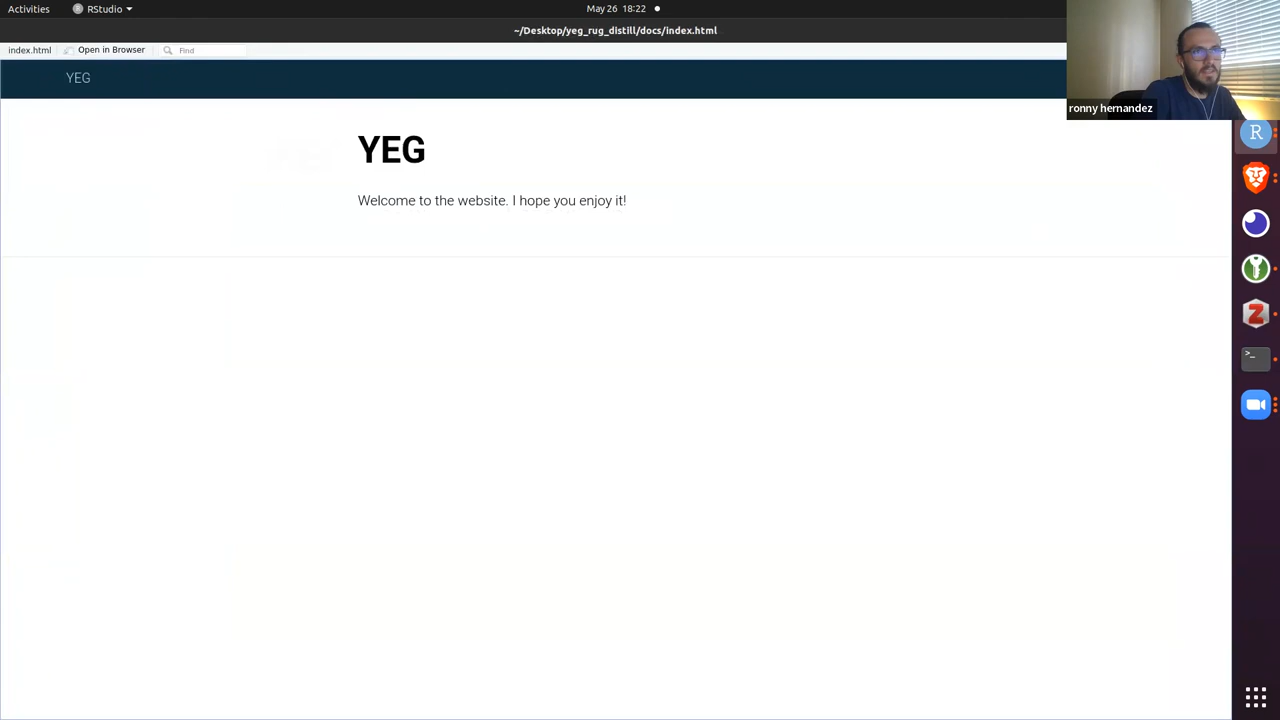 Activities
RStudio
May 26 18:22
~/Desktop/yeg_rug_distill/docs/index.html
index.html
Open in Browser
Find
YEG
ronny hernandez
R
YEG
Welcome to the website. I hope you enjoy it!
Z
>_